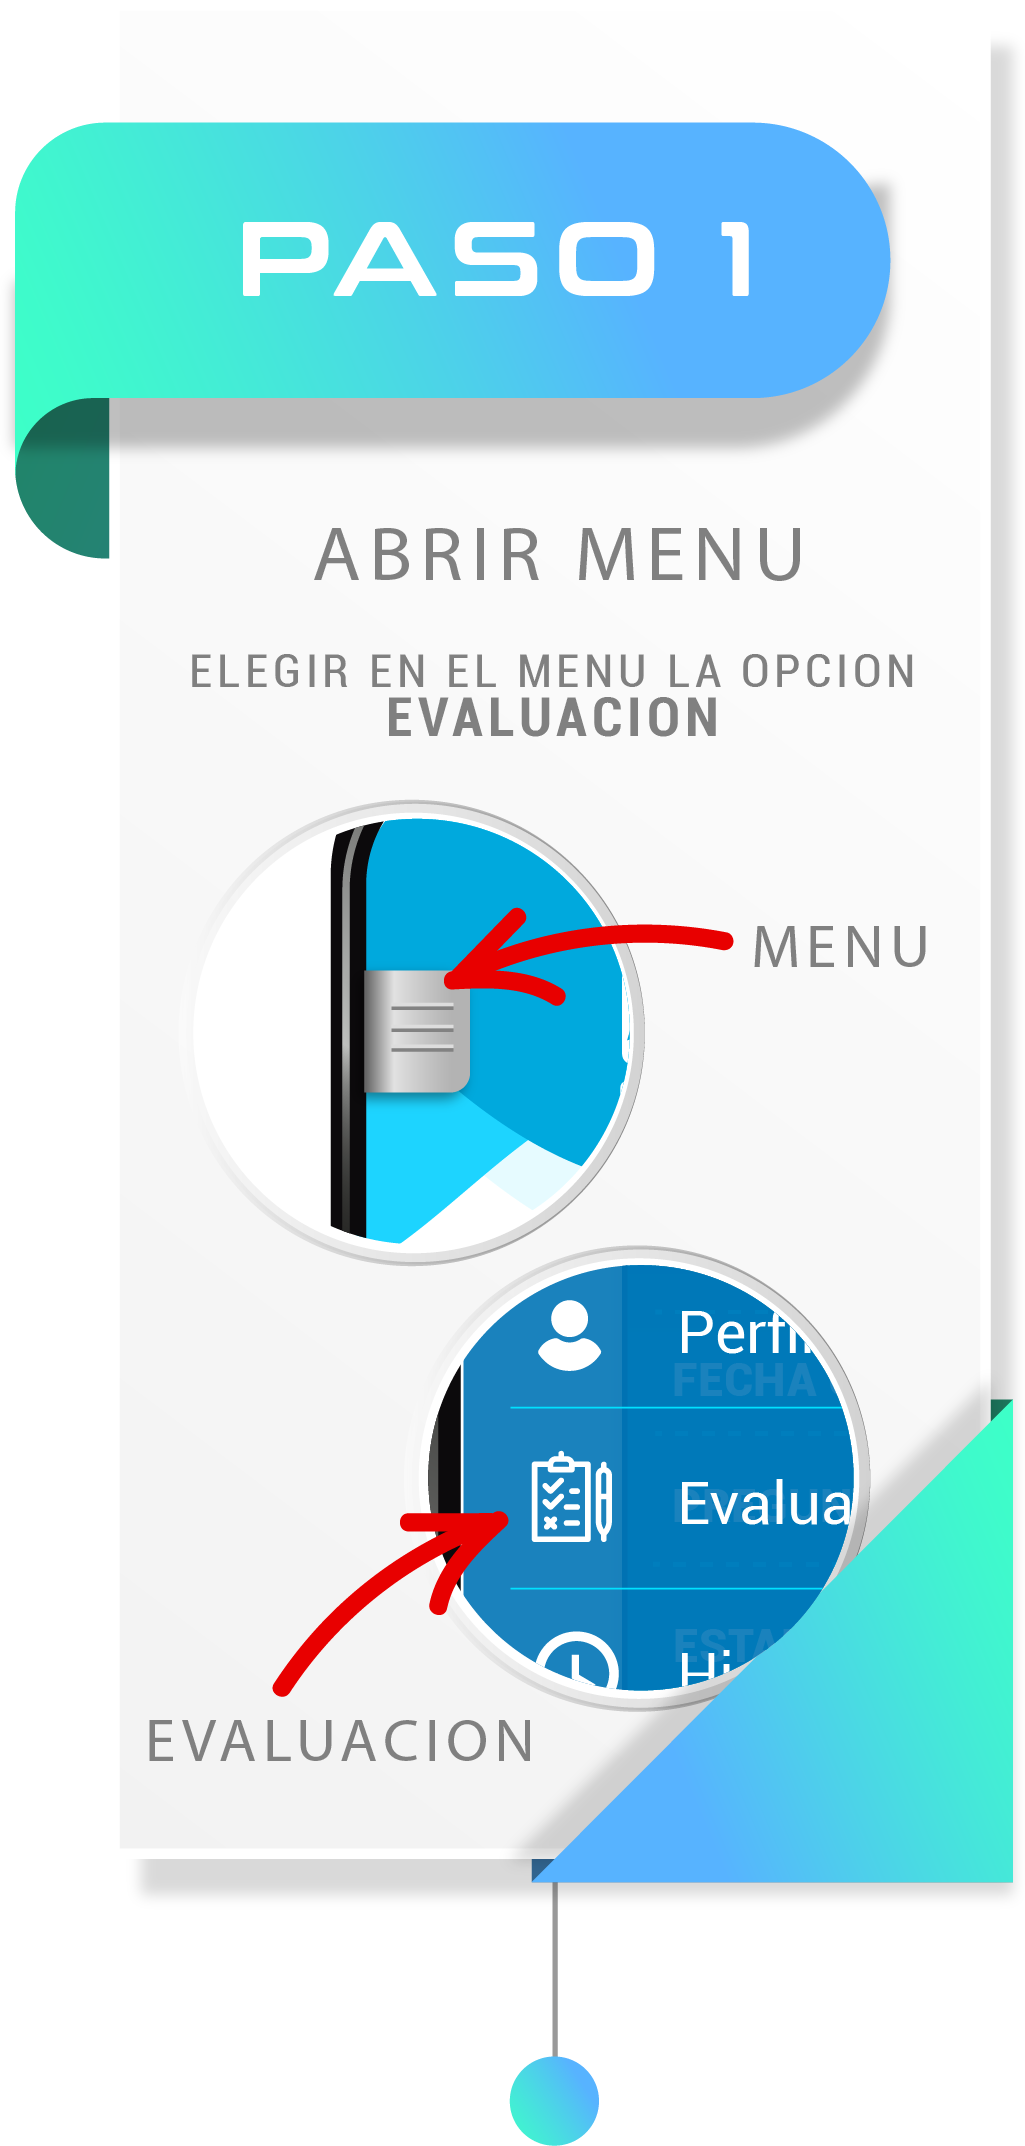 PASO 1
ABRIR MENU
ELEGIR EN EL MENU LA OPCION
EVALUACION
MENU
Perfi
FECHA
Evalua
ESTA
Hi
EVALUACION